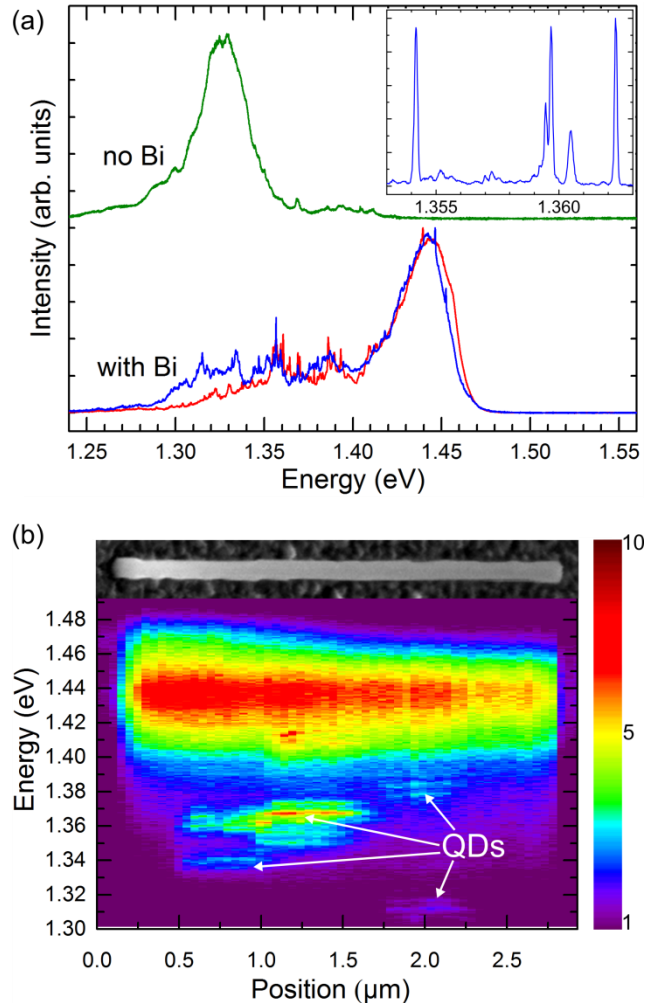 (a)
no Bi
with Bi
Intensity (arb. units)
1.355 1.360
1.25 1.30 1.35 1.40 1.45 1.50 1.55
Energy (eV)
(b)
10
5
1
1.48
1.46
1.44
1.42
1.40
1.38
1.36
1.34
1.32
1.30
Energy (eV)
QDs
0.0 0.5 1.0 1.5 2.0 2.5
Position (μm)